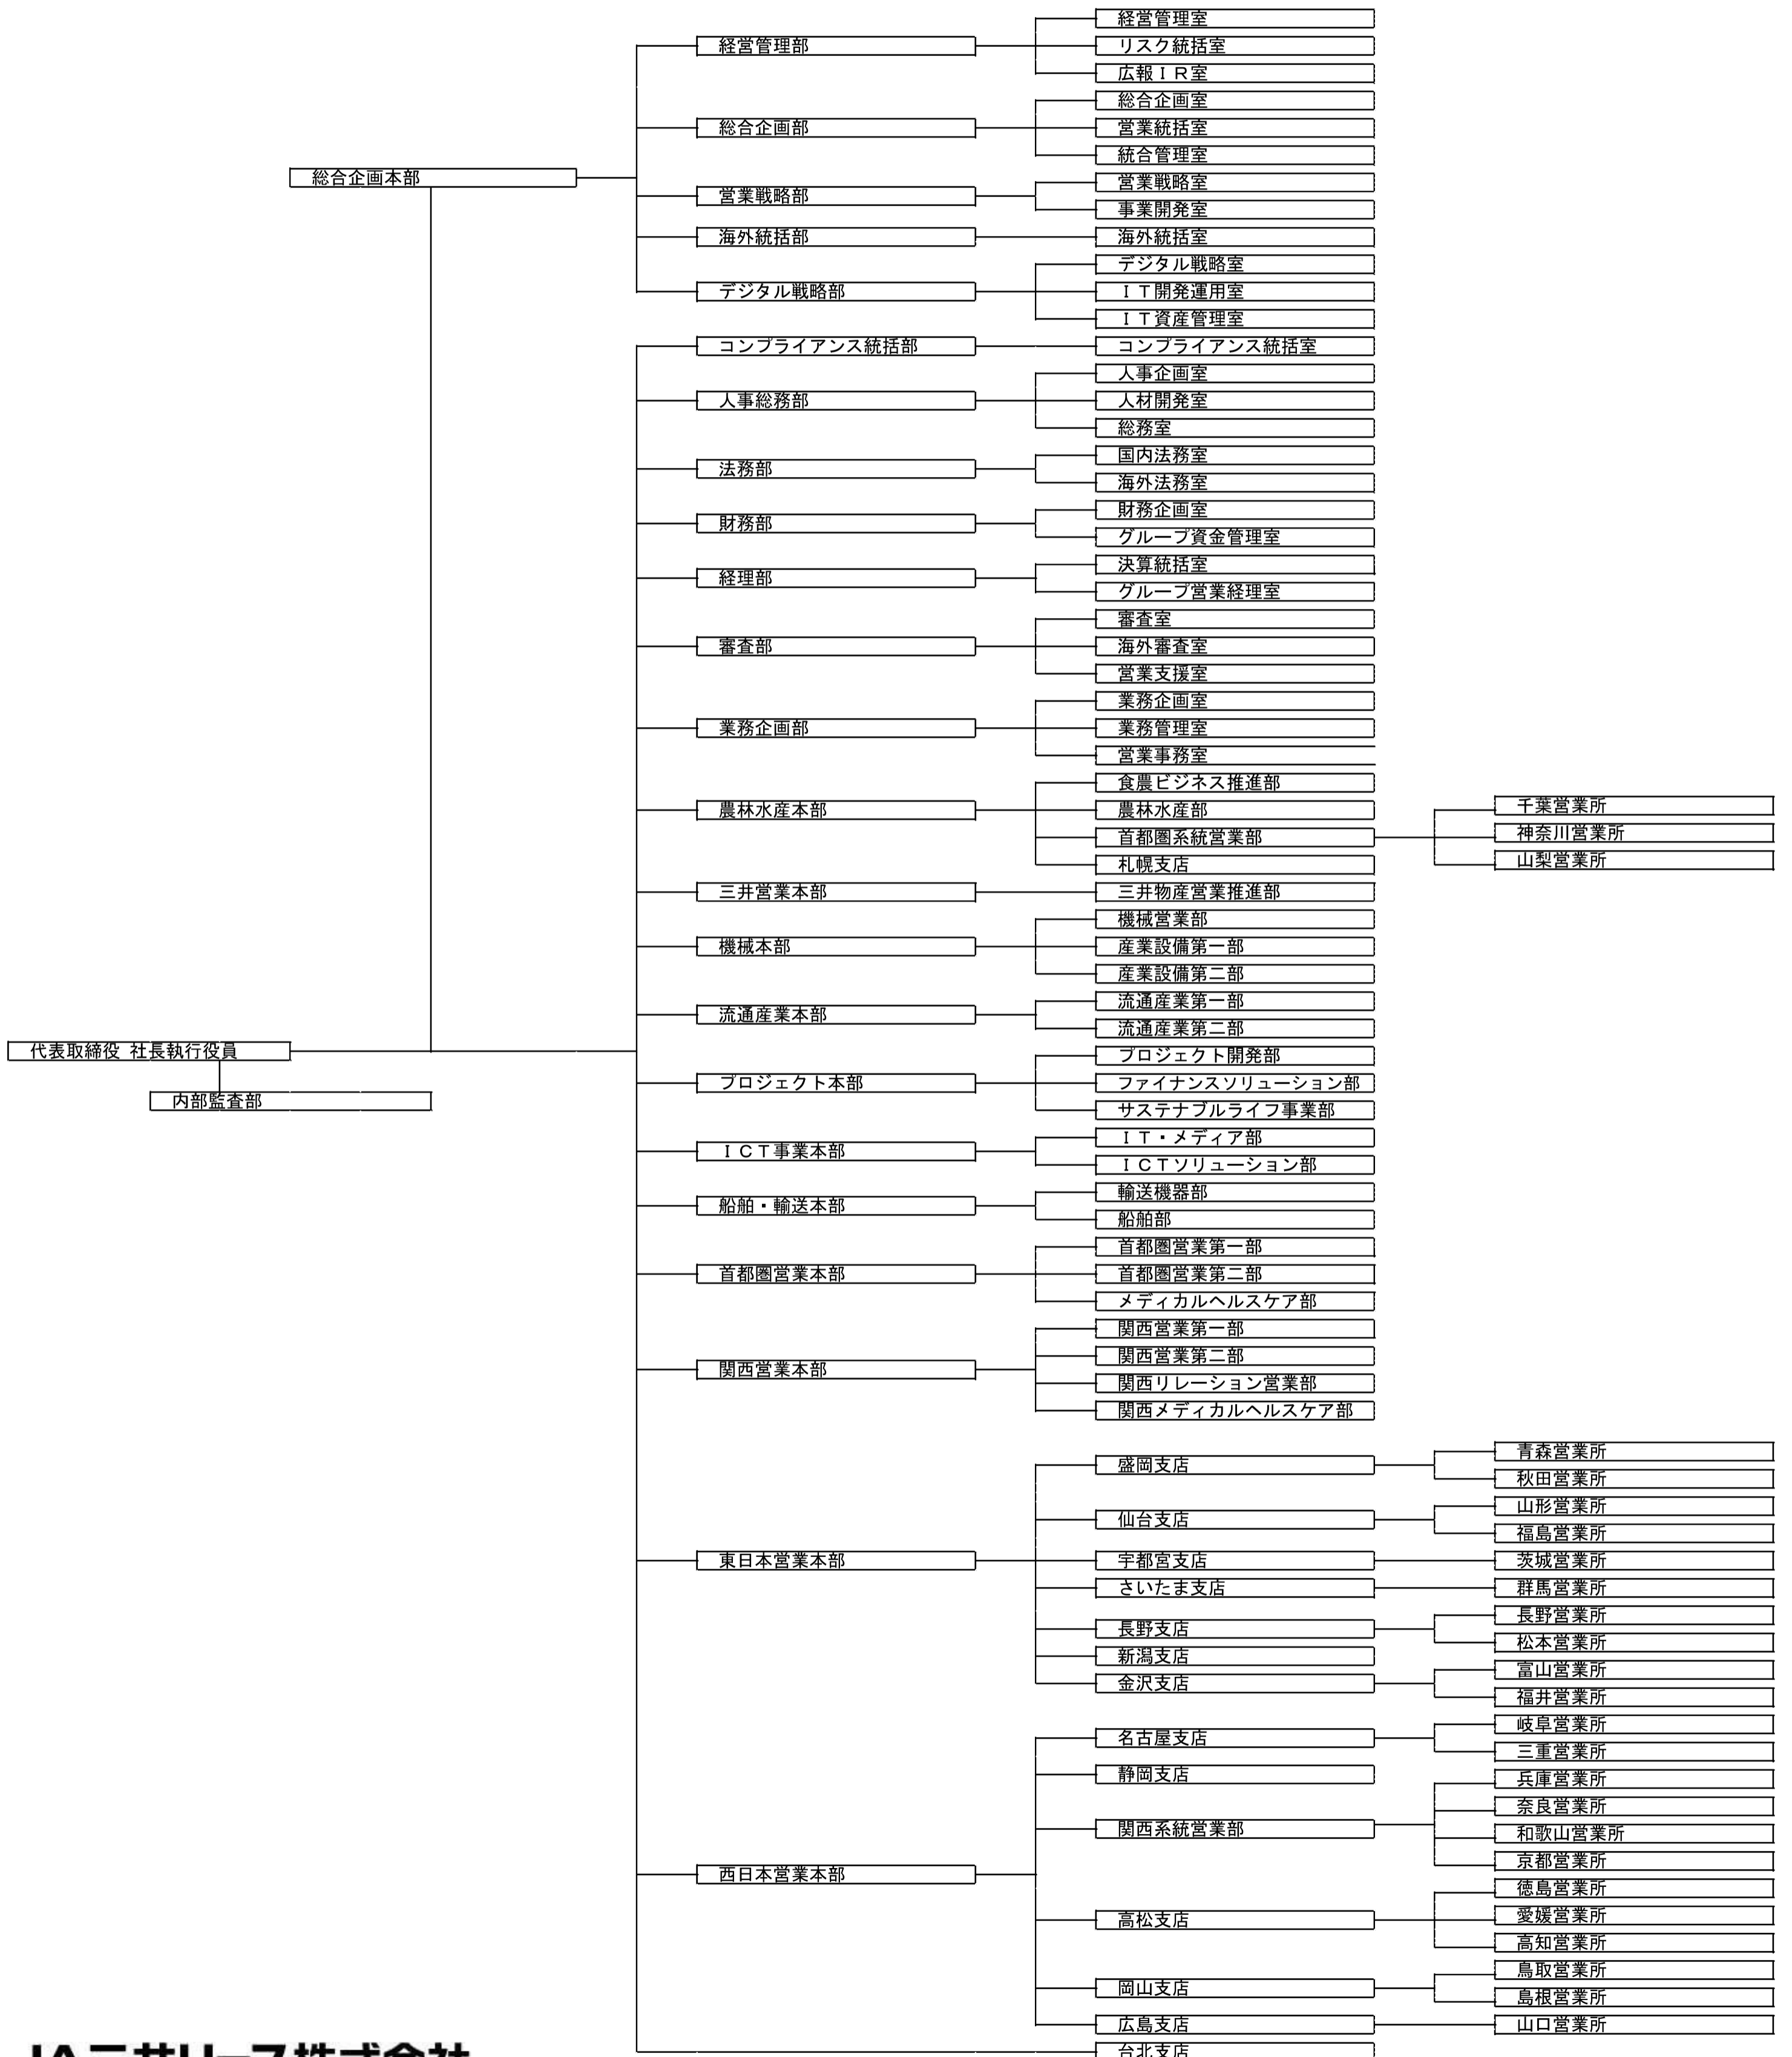 代表取締役 社長執行役員
内部監査部
総合企画本部
経営管理部
経営管理室
リスク統括室
広報ＩＲ室
総合企画部
総合企画室
営業統括室
統合管理室
営業戦略部
営業戦略室
事業開発室
海外統括部
海外統括室
デジタル戦略部
デジタル戦略室
ＩＴ開発運用室
ＩＴ資産管理室
コンプライアンス統括部
コンプライアンス統括室
人事総務部
人事企画室
人材開発室
総務室
法務部
国内法務室
海外法務室
財務部
財務企画室
グループ資金管理室
経理部
決算統括室
グループ営業経理室
審査部
審査室
海外審査室
営業支援室
業務企画部
業務企画室
業務管理室
営業事務室
農林水産本部
食農ビジネス推進部
農林水産部
首都圏系統営業部
千葉営業所
神奈川営業所
山梨営業所
札幌支店
三井営業本部
三井物産営業推進部
機械本部
機械営業部
産業設備第一部
産業設備第二部
流通産業本部
流通産業第一部
流通産業第二部
プロジェクト本部
プロジェクト開発部
ファイナンスソリューション部
サステナブルライフ事業部
ＩＣＴ事業本部
ＩＴ・メディア部
ＩＣＴソリューション部
船舶・輸送本部
輸送機器部
船舶部
首都圏営業本部
首都圏営業第一部
首都圏営業第二部
メディカルヘルスケア部
関西営業本部
関西営業第一部
関西営業第二部
関西リレーション営業部
関西メディカルヘルスケア部
東日本営業本部
盛岡支店
青森営業所
秋田営業所
仙台支店
山形営業所
福島営業所
宇都宮支店
茨城営業所
さいたま支店
群馬営業所
長野支店
長野営業所
松本営業所
新潟支店
金沢支店
富山営業所
福井営業所
西日本営業本部
名古屋支店
岐阜営業所
三重営業所
静岡支店
関西系統営業部
兵庫営業所
奈良営業所
和歌山営業所
京都営業所
高松支店
徳島営業所
愛媛営業所
高知営業所
岡山支店
鳥取営業所
島根営業所
広島支店
山口営業所
台北支店
JA三井リース株式会社